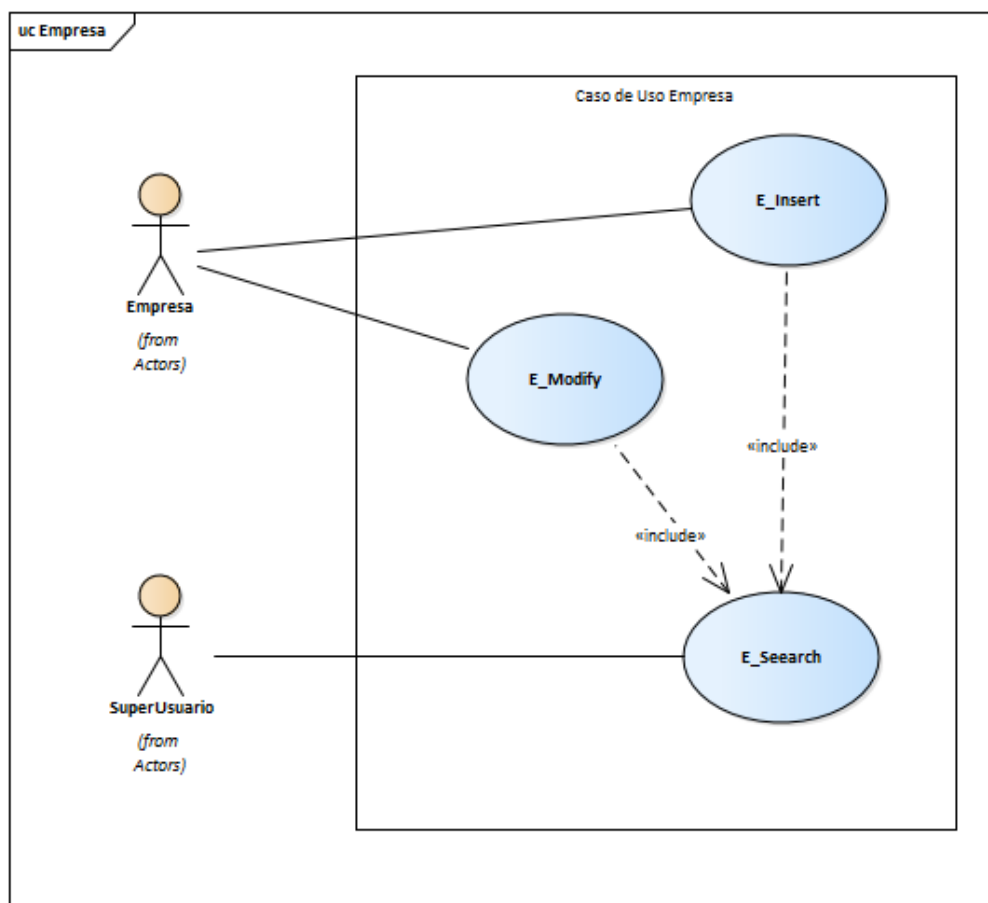 uc Empresa
Caso de Uso Empresa
E_Insert
Empresa
(from
Actors)
E_Modify
«include»
«include»
E_Seearch
SuperUsuario
(from
Actors)